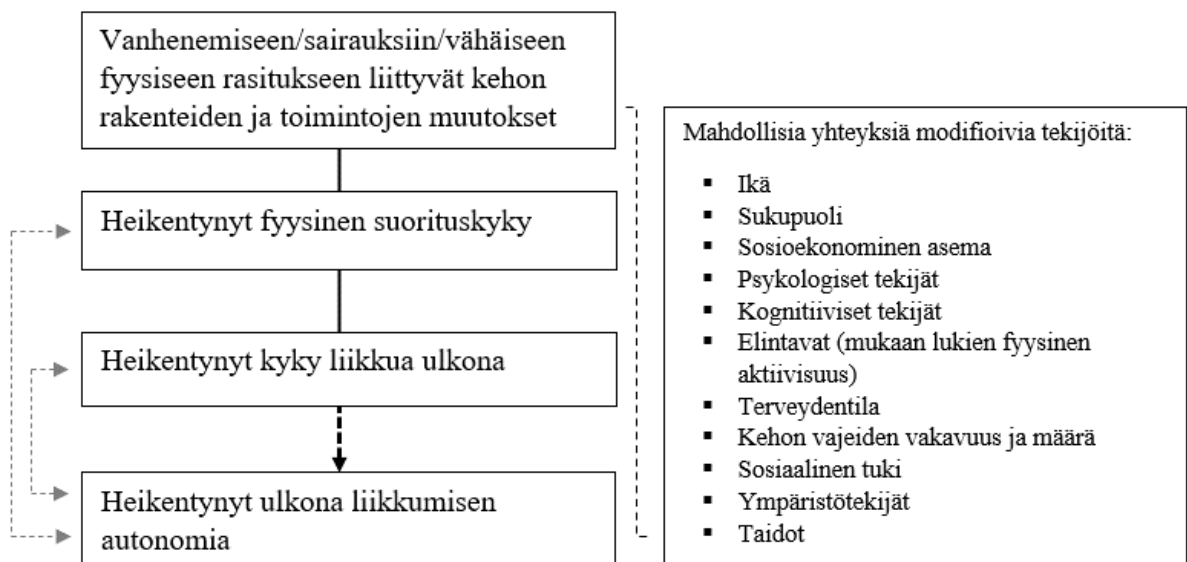 Vanhenemiseen/sairauksiin/vähäiseen
fyysiseen rasitukseen liittyvät kehon
rakenteiden ja toimintojen muutokset
Heikentynyt fyysinen suorituskyky
Heikentynyt kyky liikkua ulkona
Heikentynyt ulkona liikkumisen
autonomia
Mahdollisia yhteyksiä modifioivia tekijöitä:
▪ Ikä
▪ Sukupuoli
▪ Sosioekonominen asema
▪ Psykologiset tekijät
▪ Kognitiiviset tekijät
▪ Elintavat (mukaan lukien fyysinen
aktiivisuus)
▪ Terveydentila
▪ Kehon vajeiden vakavuus ja määrä
▪ Sosiaalinen tuki
▪ Ympäristötekijät
▪ Taidot